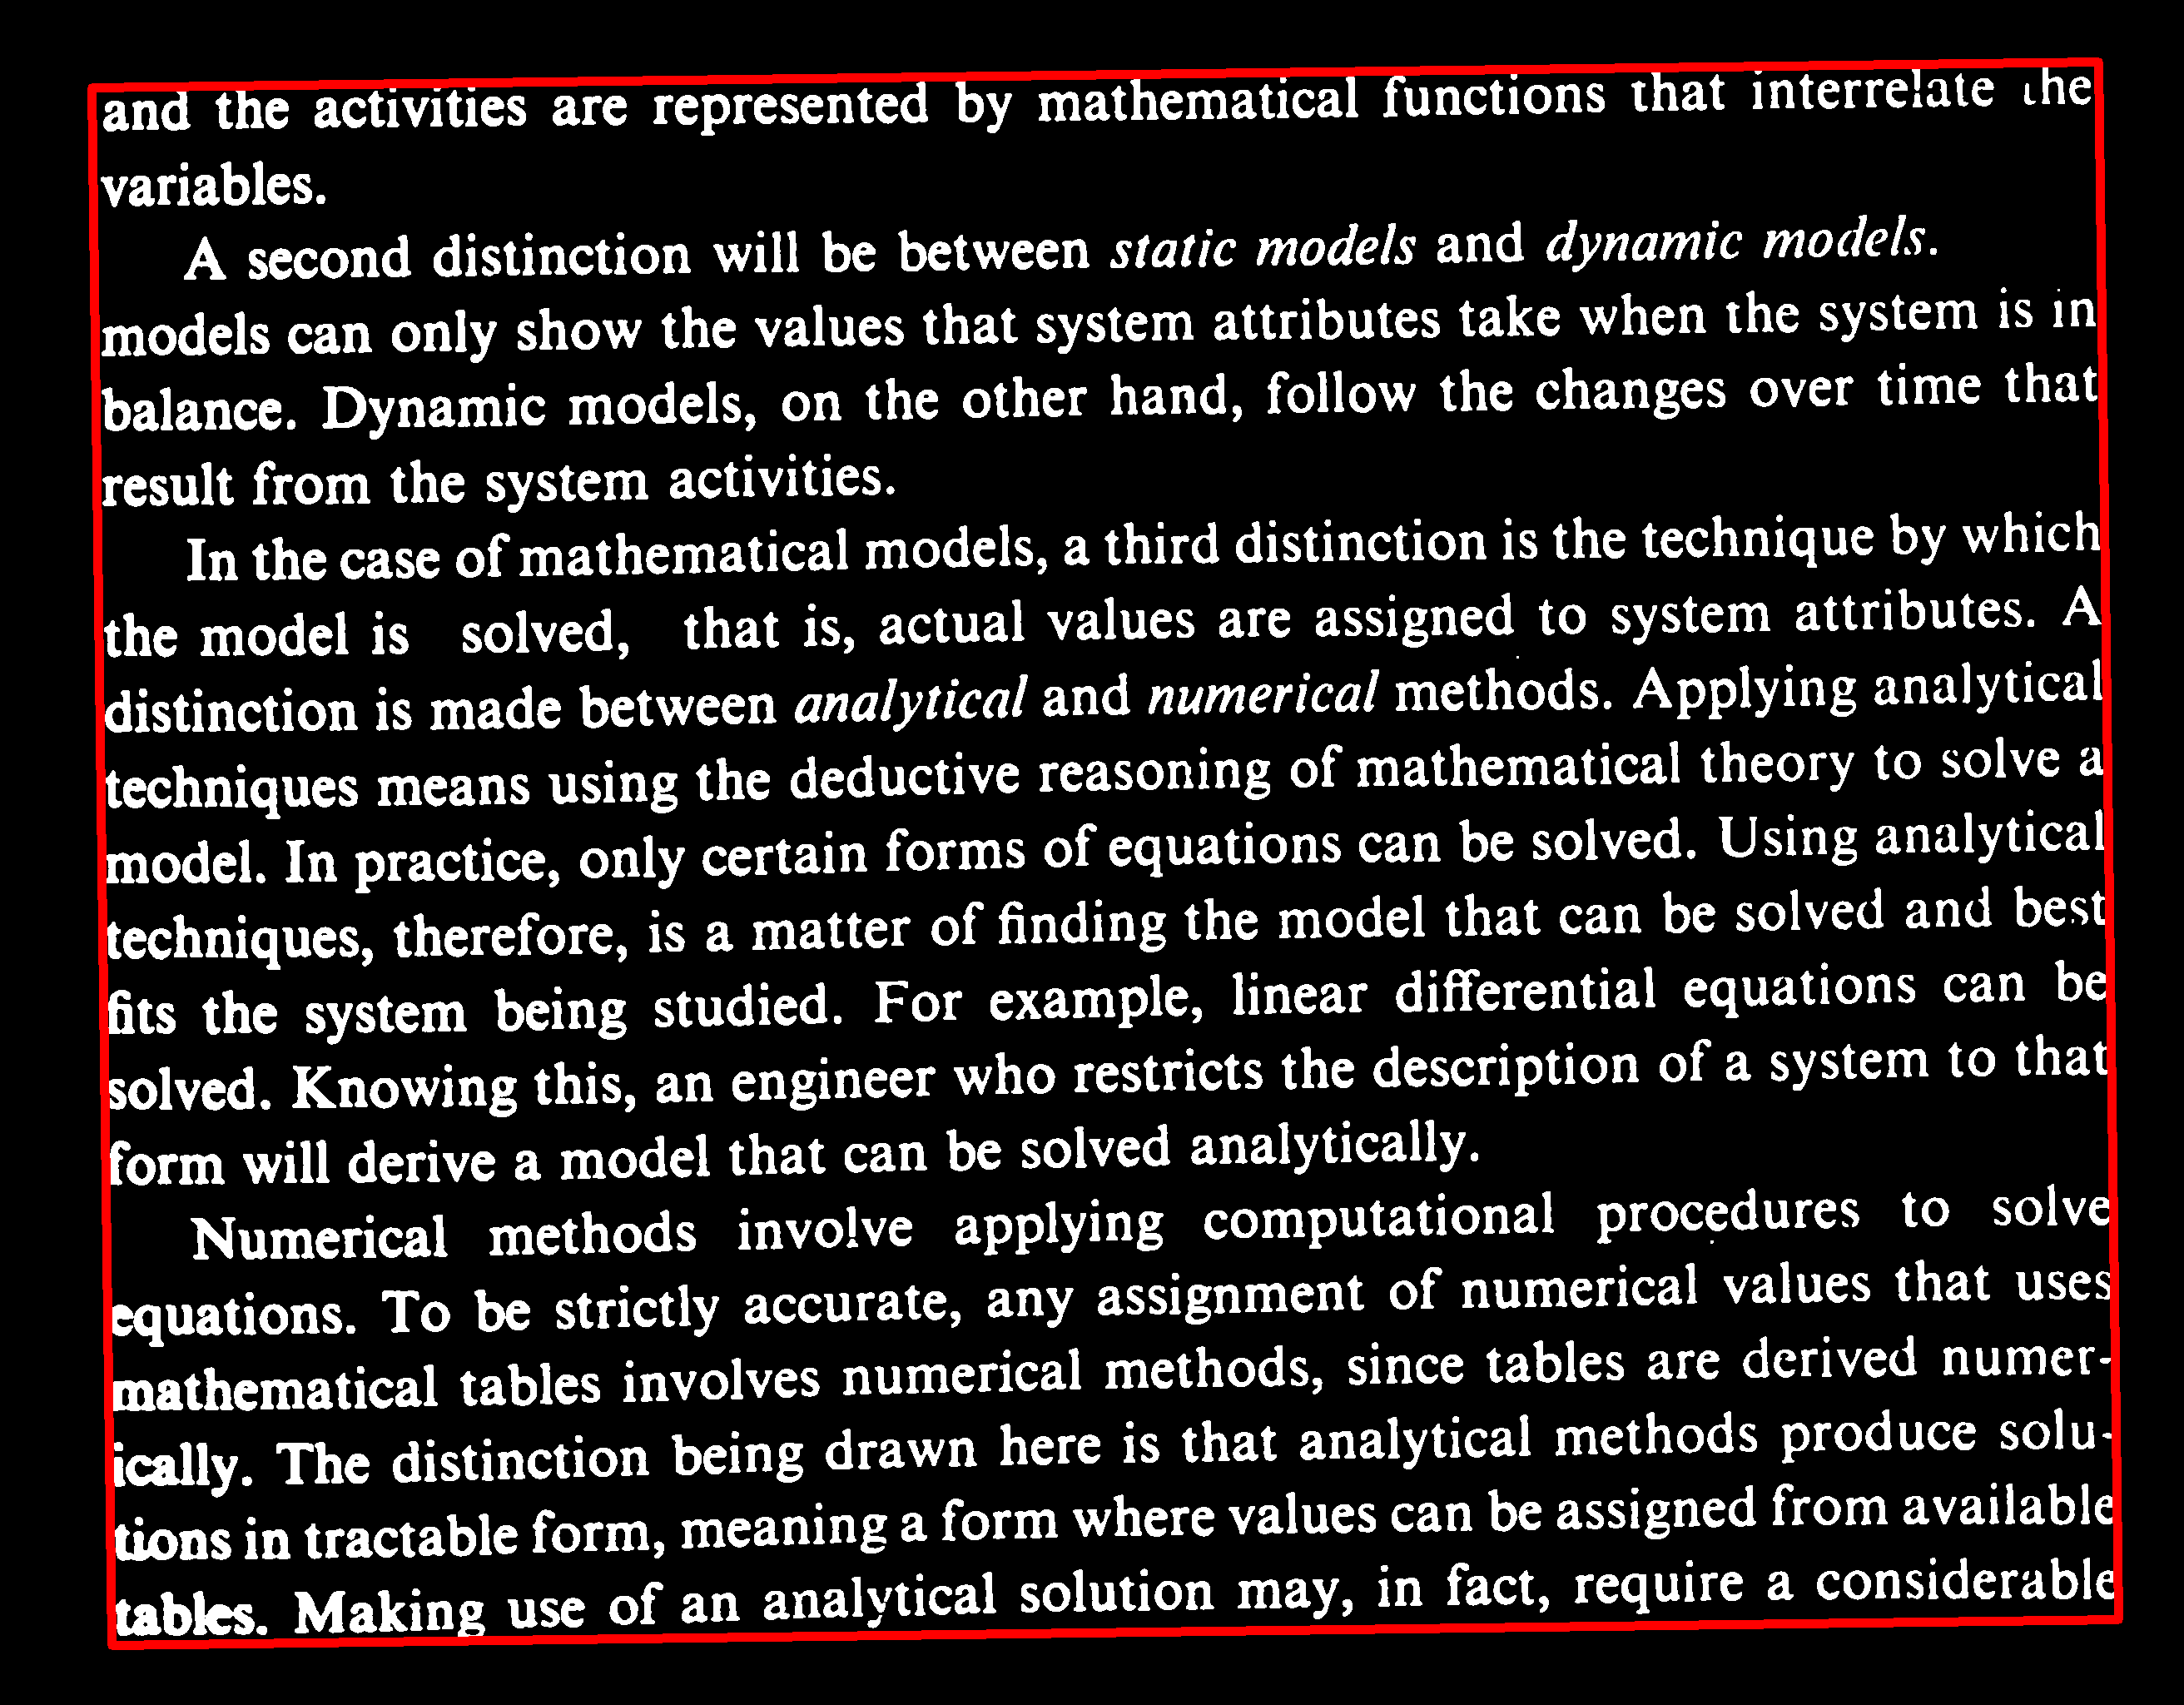 and the activities are represented by mathematical functions that interrelate the
variables.
A second distinction will be between static models and dynamic models.
models can only show the values that system attributes take when the system is in
balance. Dynamic models, on the other hand, follow the changes over time that
result from the system activities.
In the case of mathematical models, a third distinction is the technique by which
the model is solved, that is, actual values are assigned to system attributes. A
distinction is made between analytical and numerical methods. Applying analytical
techniques means using the deductive reasoning of mathematical theory to solve a
model. In practice, only certain forms of equations can be solved. Using analytical
techniques, therefore, is a matter of finding the model that can be solved and best
fits the system being studied. For example, linear differential equations can be
solved. Knowing this, an engineer who restricts the description of a system to that
form will derive a model that can be solved analytically.
Numerical methods involve applying computational procedures to solve
equations. To be strictly accurate, any assignment of numerical values that uses
mathematical tables involves numerical methods, since tables are derived numer-
ically. The distinction being drawn here is that analytical methods produce solu-
tions in tractable form, meaning a form where values can be assigned from available
tables. Making use of an analytical solution may, in fact, require a considerable